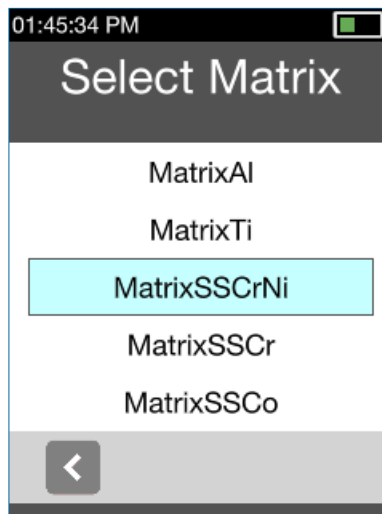 01:45:34 PM
Select Matrix
MatrixAl
MatrixTi
MatrixSSCrNi
MatrixSSCr
MatrixSSCo